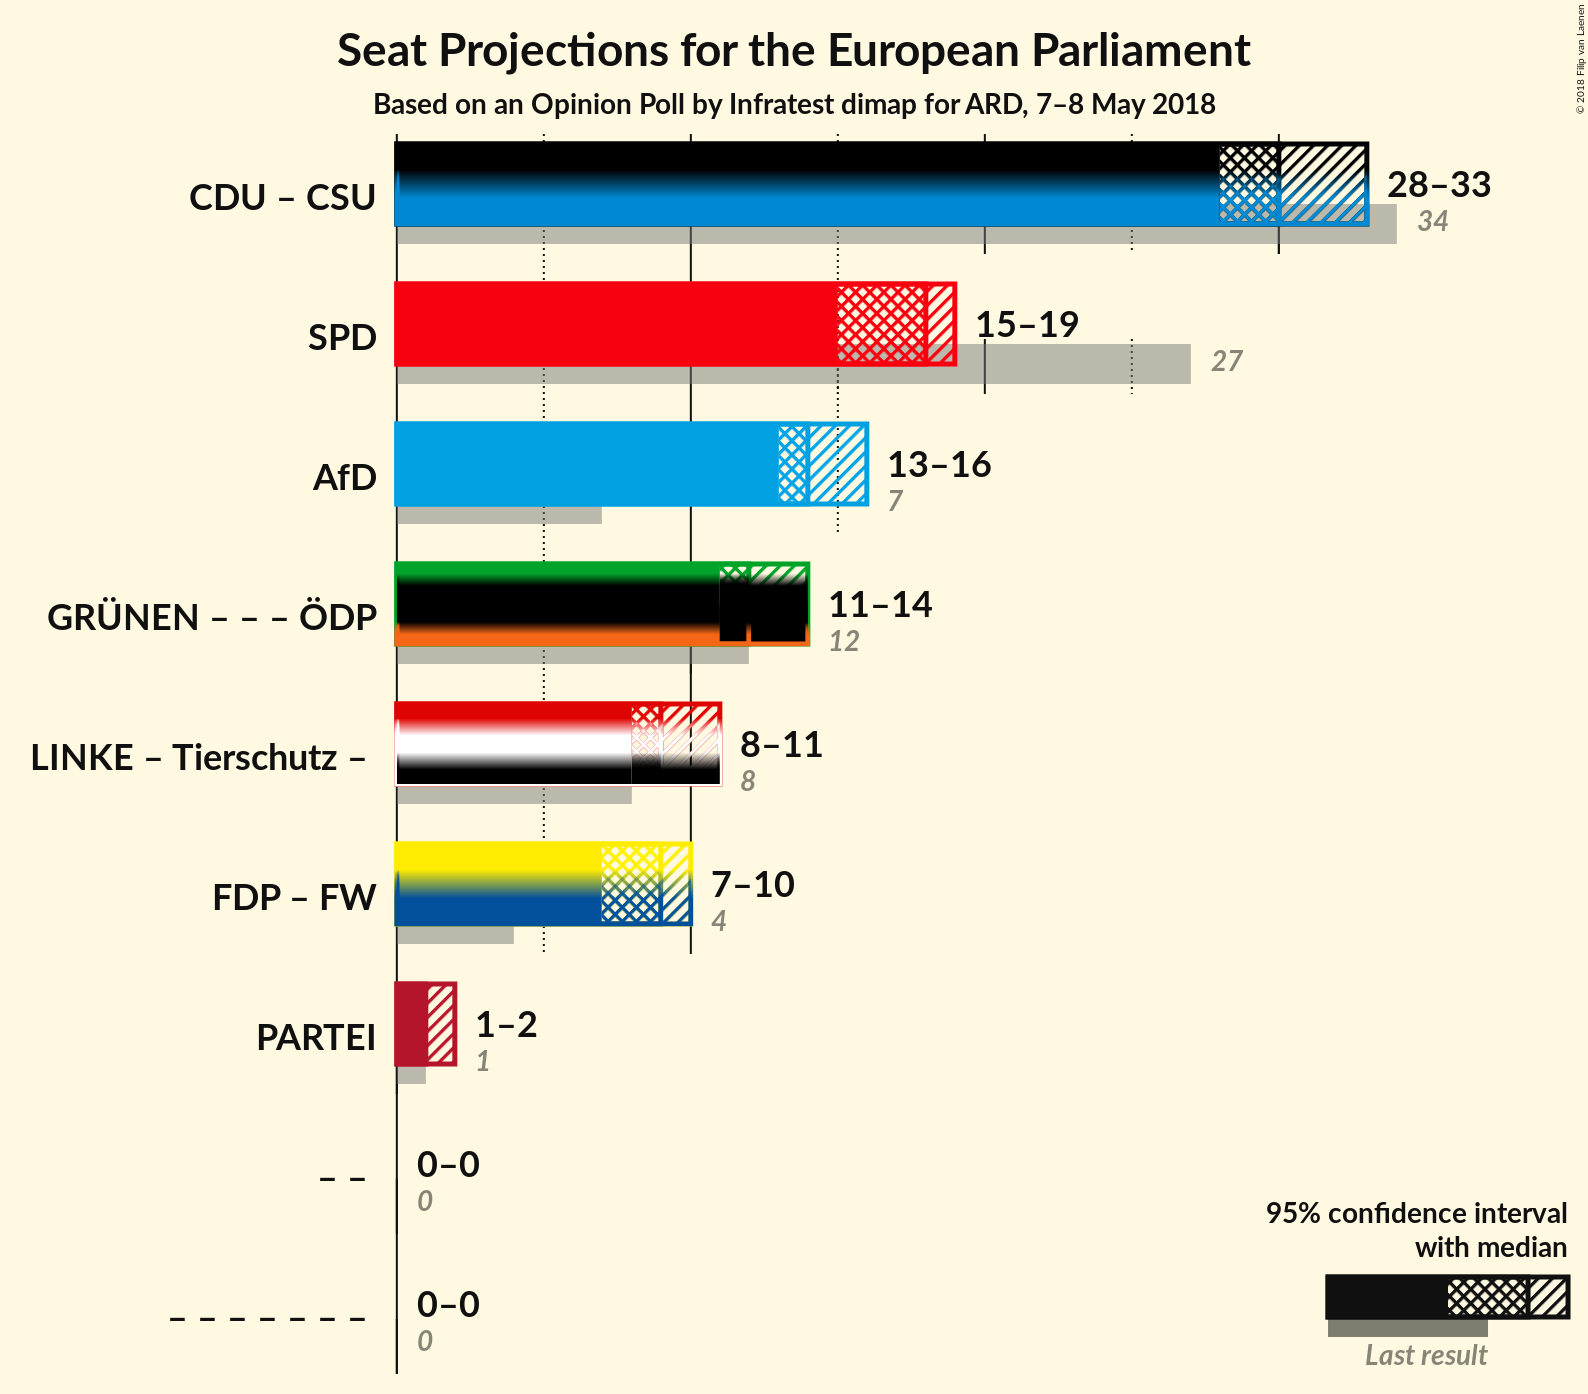 Seat Projections for the European Parliament
Based on an Opinion Poll by Infratest dimap for ARD, 7–8 May 2018
© 2018 Filip van Laenen
CDU – CSU
28–33
34
SPD
15–19
27
AfD
13–16
7
GRÜNEN – – – ÖDP
11–14
12
LINKE – Tierschutz –
8–11
8
FDP – FW
7–10
4
PARTEI
1–2
1
– –
0–0
0
– – – – – – –
0–0
0
95% confidence interval
with median
Last result